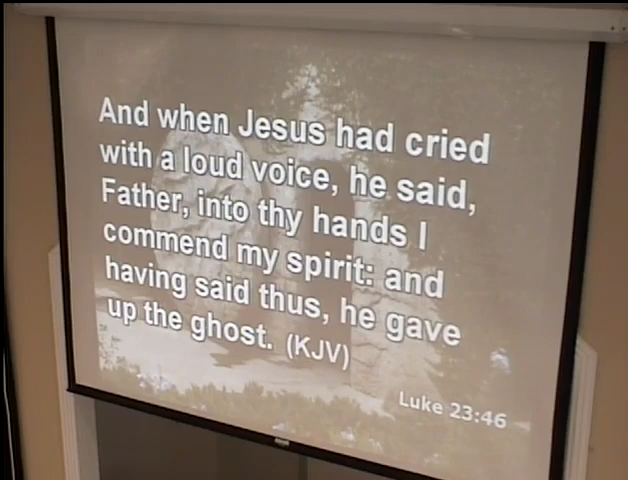 And when Jesus had cried
with a loud voice, he said,
Father, into thy hands I
commend my spirit: and
having said thus, he gave
up the ghost. (KJV)
Luke 23:46